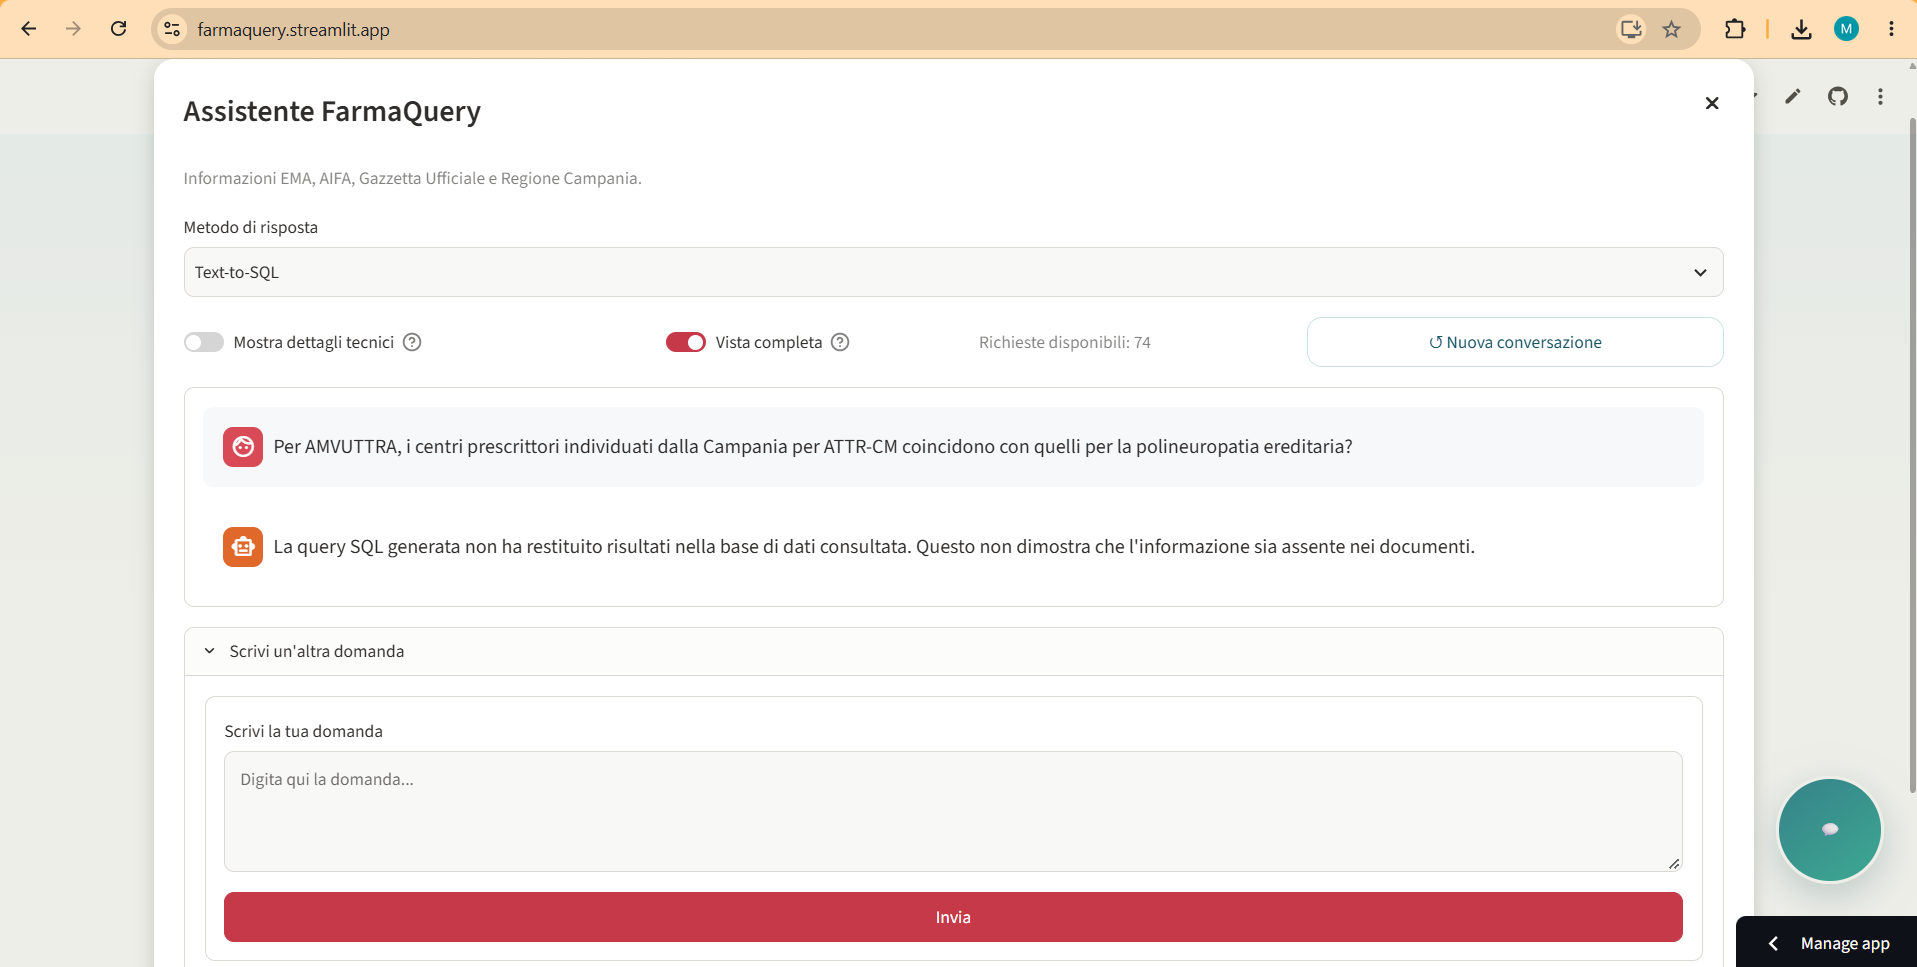 farmaquery.streamlit.app
M
Assistente FarmaQuery
Informazioni EMA, AIFA, Gazzetta Ufficiale e Regione Campania.
Metodo di risposta
Text-to-SQL
Mostra dettagli tecnici
Vista completa
Richieste disponibili: 74
↺ Nuova conversazione
Per AMVUTTRA, i centri prescrittori individuati dalla Campania per ATTR-CM coincidono con quelli per la polineuropatia ereditaria?
La query SQL generata non ha restituito risultati nella base di dati consultata. Questo non dimostra che l'informazione sia assente nei documenti.
Scrivi un'altra domanda
Scrivi la tua domanda
Digita qui la domanda...
Invia
Manage app